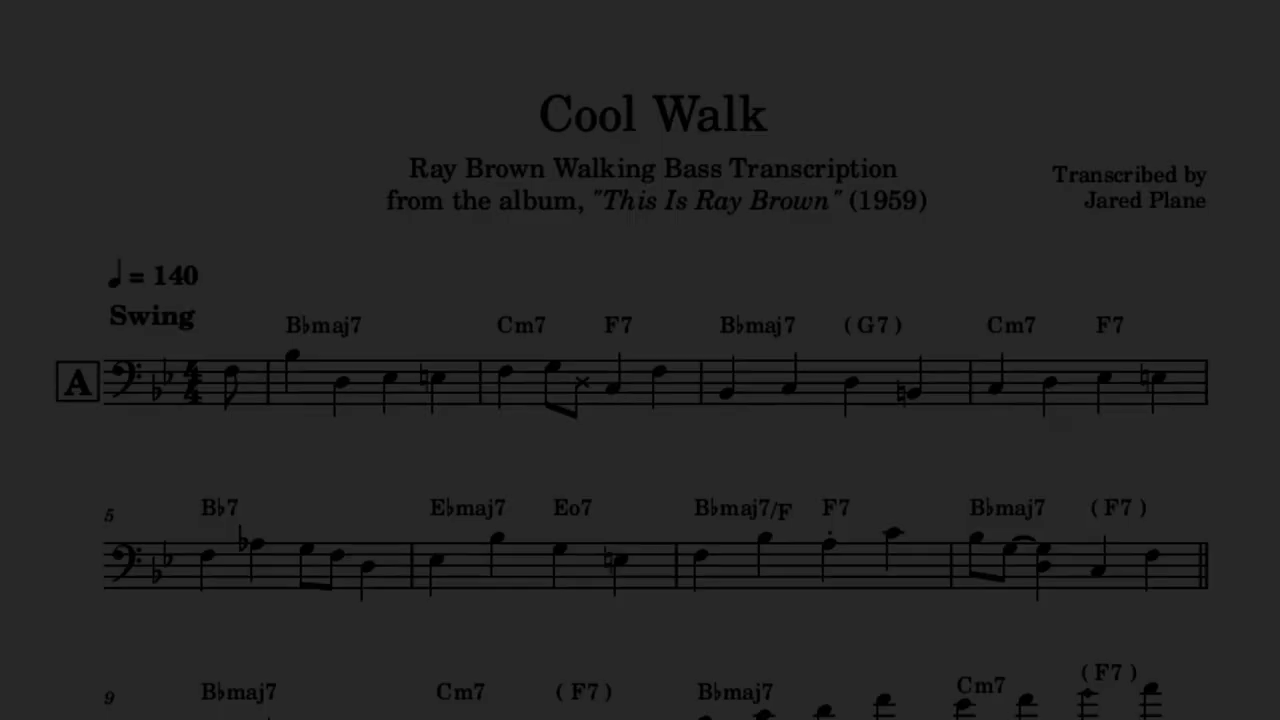 Cool Walk
Ray Brown Walking Bass Transcription
from the album, "This Is Ray Brown" (1959)
Transcribed by
Jared Plane
♩ = 140
Swing
B♭maj7 Cm7 F7 B♭maj7 ( G7 ) Cm7 F7
A
5 B♭7 E♭maj7 Eo7 B♭maj7/F F7 B♭maj7 ( F7 )
9 B♭maj7 Cm7 ( F7 ) B♭maj7 Cm7 ( F7 )